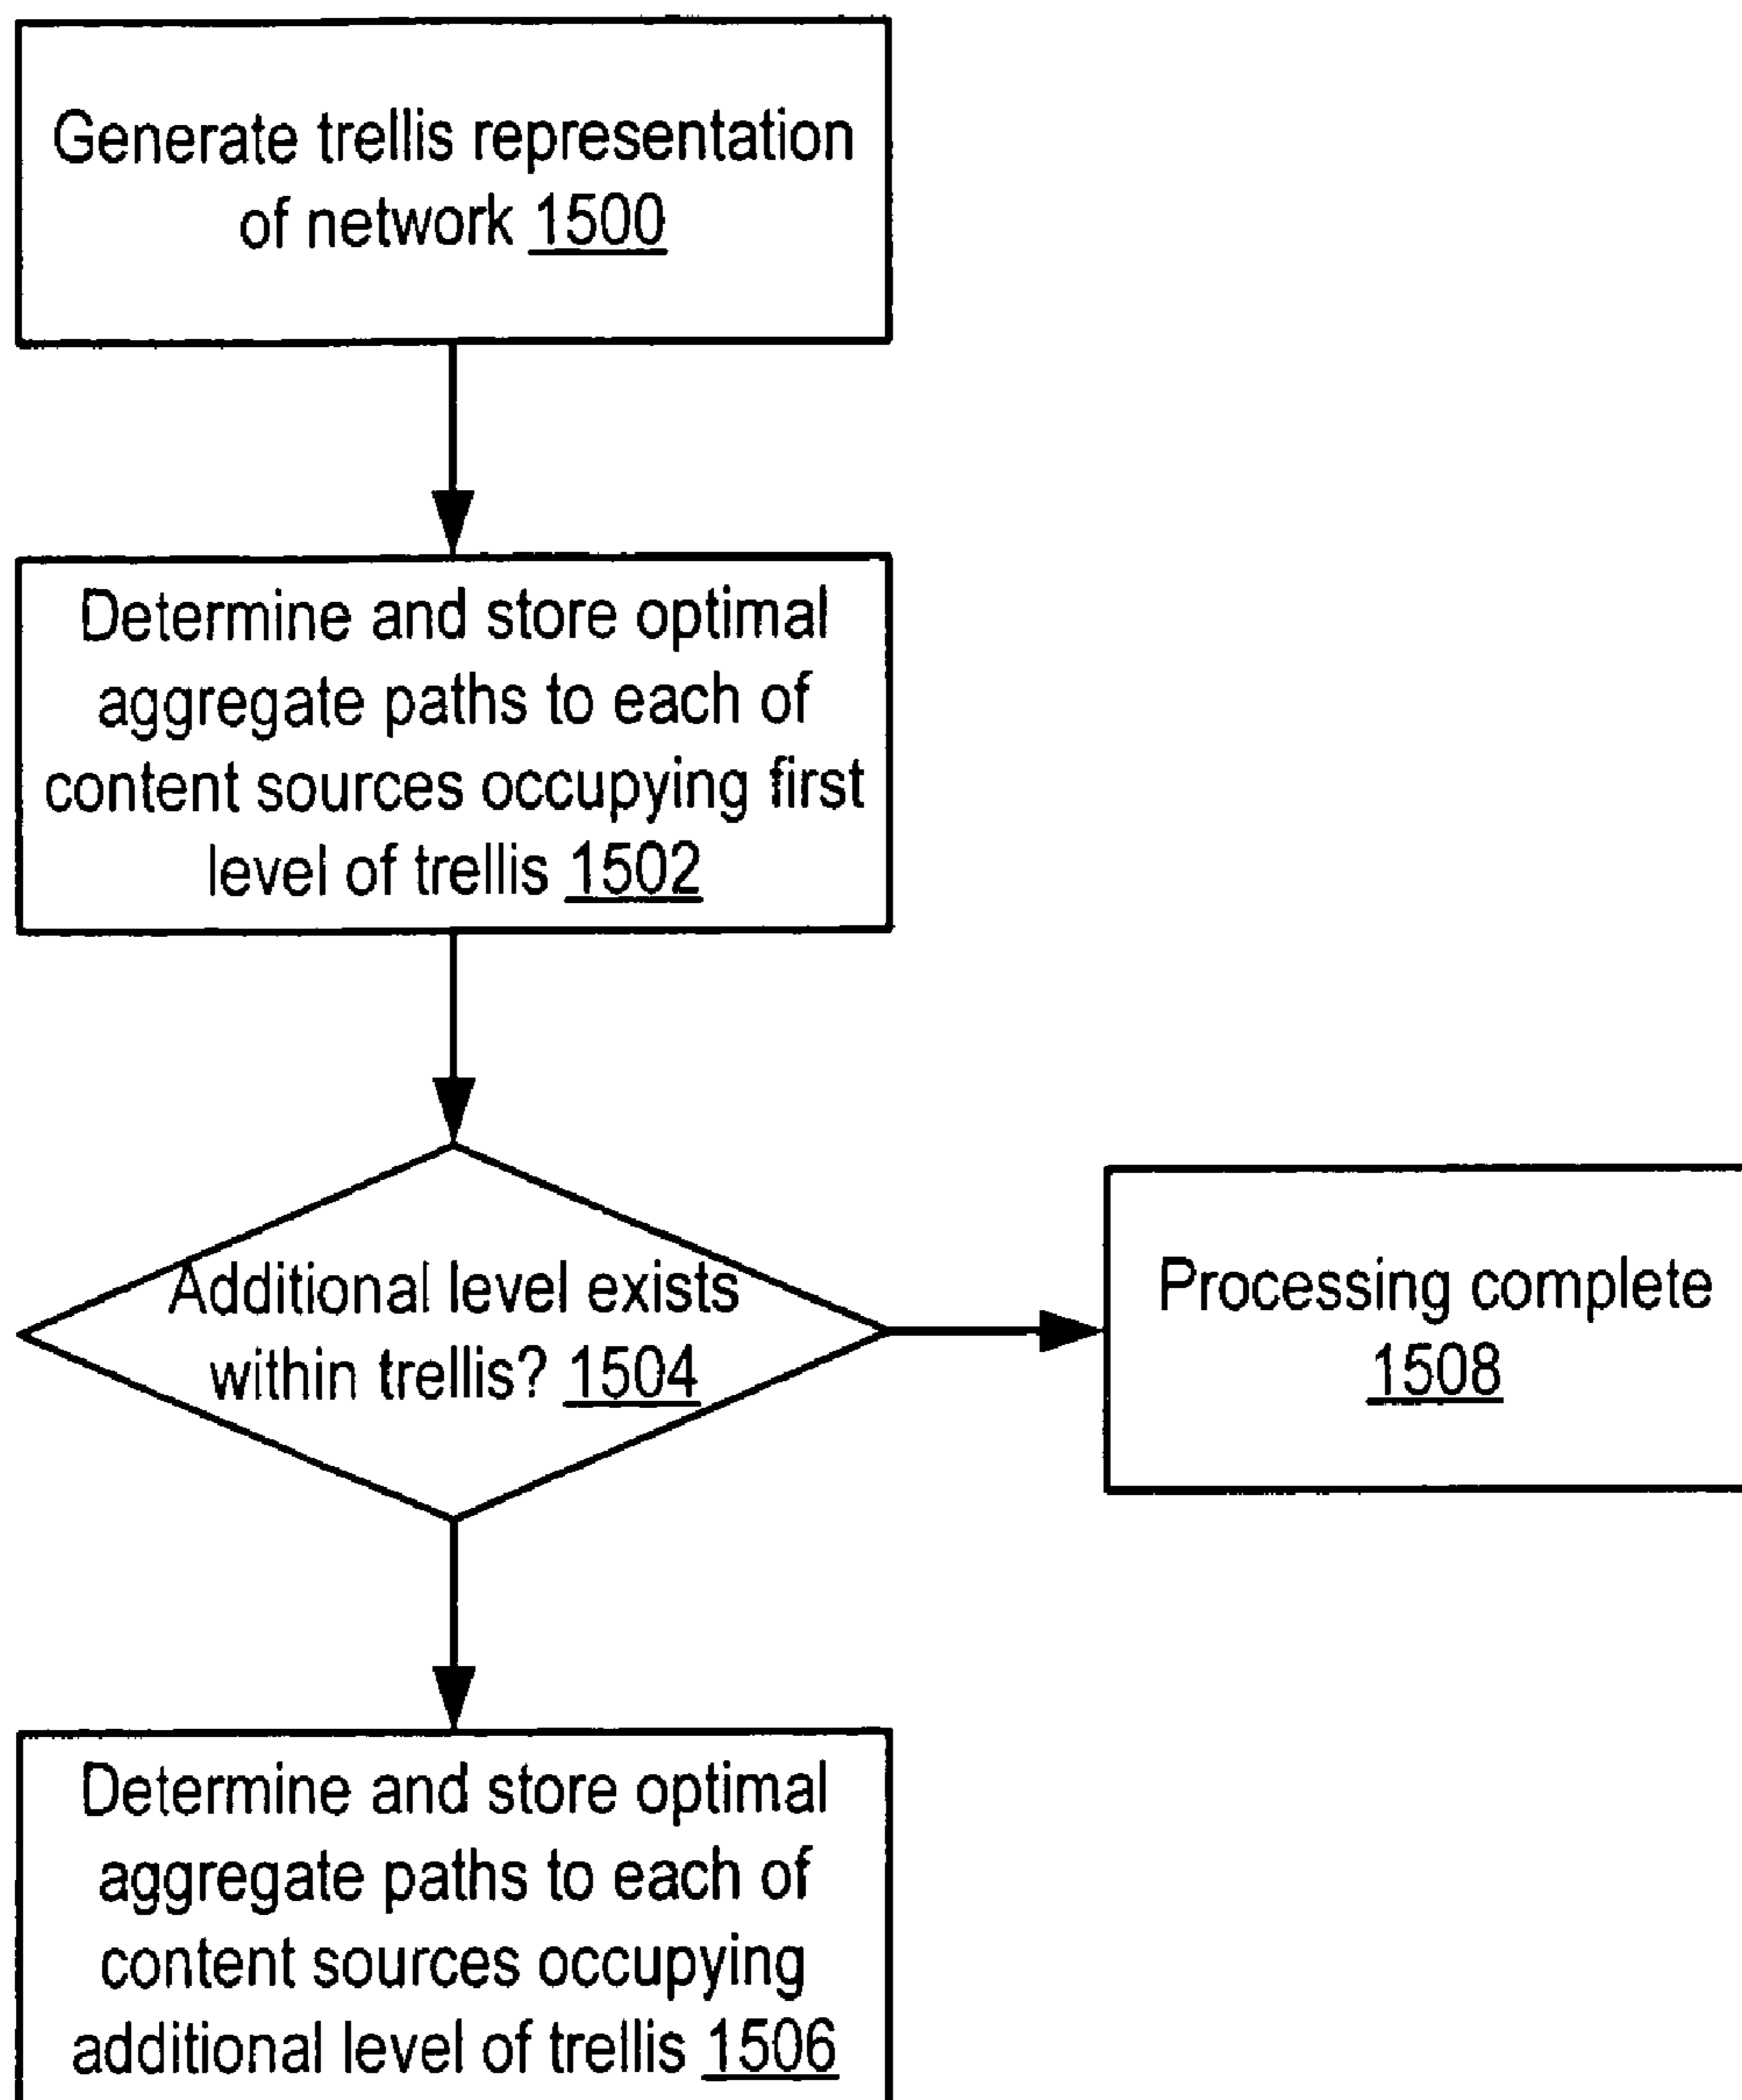 Generate trellis representation
of network 1500
Determine and store optimal
aggregate paths to each of
content sources occupying first
level of trellis 1502
Additional level exists
within trellis? 1504
Processing complete
1508
Determine and store optimal
aggregate paths to each of
content sources occupying
additional level of trellis 1506